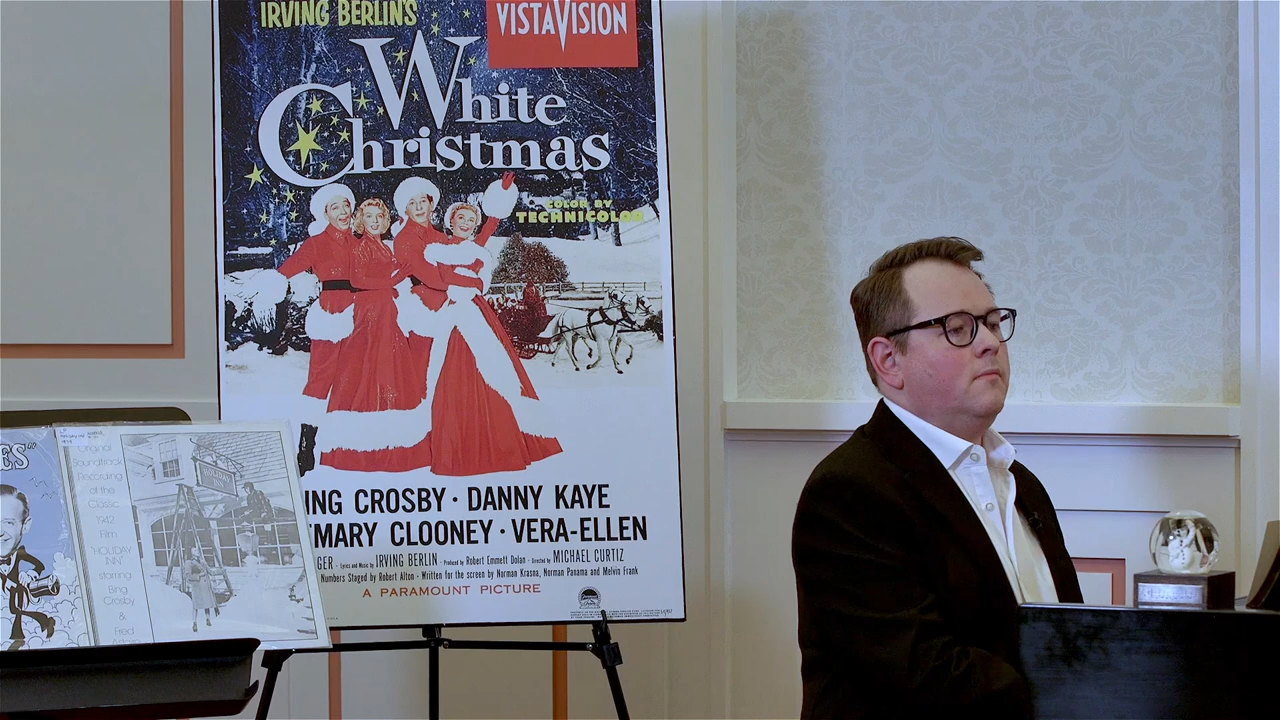 IRVING BERLIN'S
VISTAVISION
White
Christmas
COLOR BY
TECHNICOLOR
ING CROSBY · DANNY KAYE
MARY CLOONEY · VERA-ELLEN
GER · Lyrics and Music by IRVING BERLIN · Produced by Robert Emmett Dolan · Directed by MICHAEL CURTIZ
Numbers Staged by Robert Alton · Written for the screen by Norman Krasna, Norman Panama and Melvin Frank
A PARAMOUNT PICTURE
ES"
Original
Soundtrack
Recording
of the
Classic
1942
Film
"HOLIDAY
INN"
starring
Bing
Crosby
&
Fred